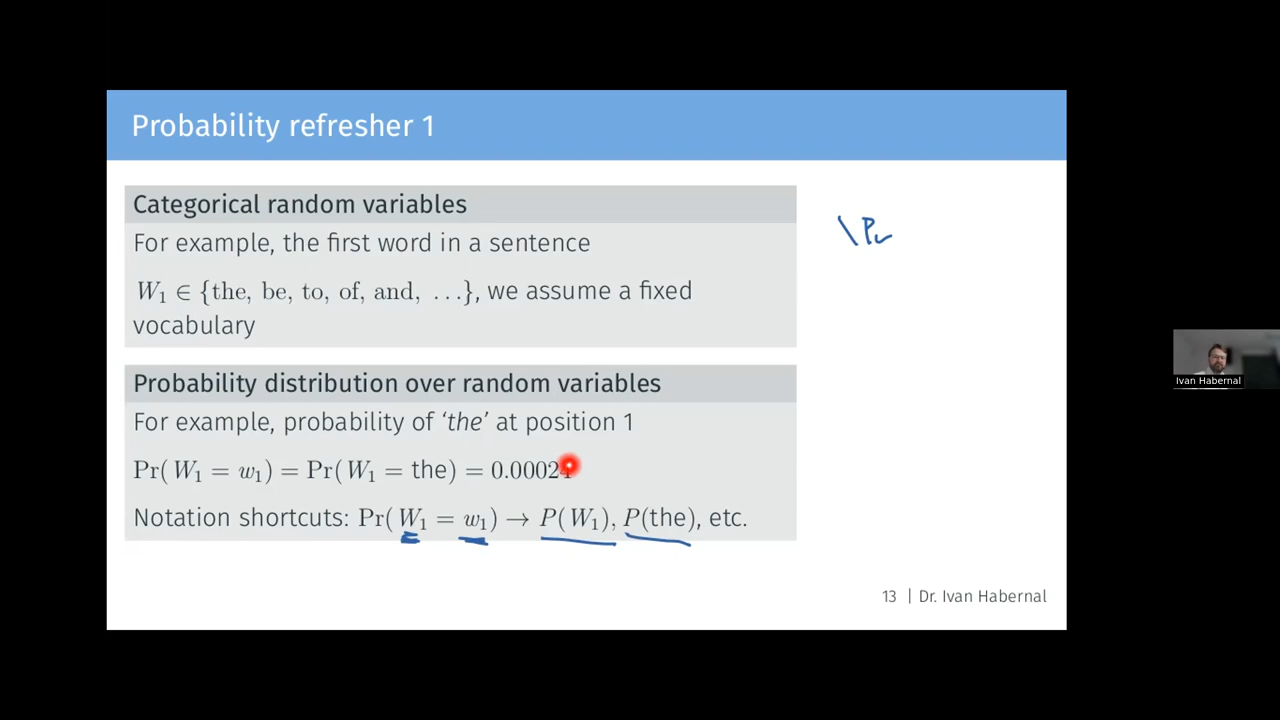 Probability refresher 1
Categorical random variables
For example, the first word in a sentence
W₁ ∈ {the, be, to, of, and, ...}, we assume a fixed
vocabulary
\Pr
Probability distribution over random variables
For example, probability of ‘the’ at position 1
Pr(W₁ = w₁) = Pr(W₁ = the) = 0.00024
Notation shortcuts: Pr(W₁ = w₁) → P(W₁), P(the), etc.
13 | Dr. Ivan Habernal
Ivan Habernal